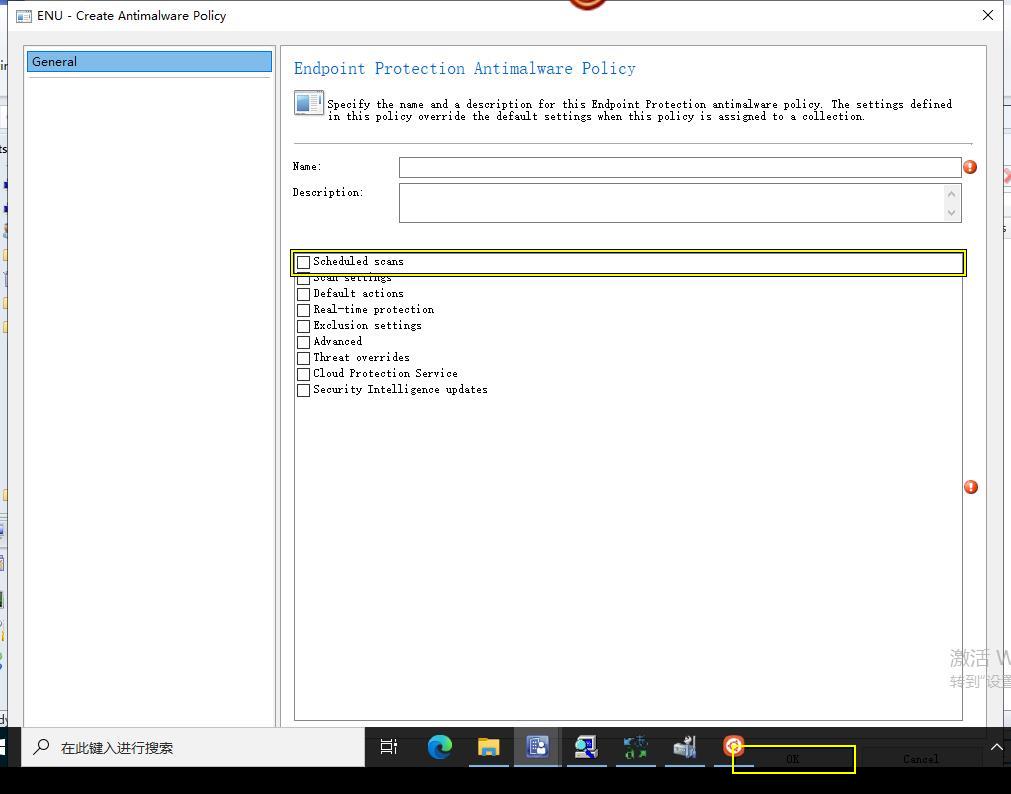 ENU - Create Antimalware Policy
General
Endpoint Protection Antimalware Policy
Specify the name and a description for this Endpoint Protection antimalware policy. The settings defined
in this policy override the default settings when this policy is assigned to a collection.
Name:
Description:
Scheduled scans
Scan settings
Default actions
Real-time protection
Exclusion settings
Advanced
Threat overrides
Cloud Protection Service
Security Intelligence updates
激活 W
转到"设置
在此键入进行搜索
OK
Cancel